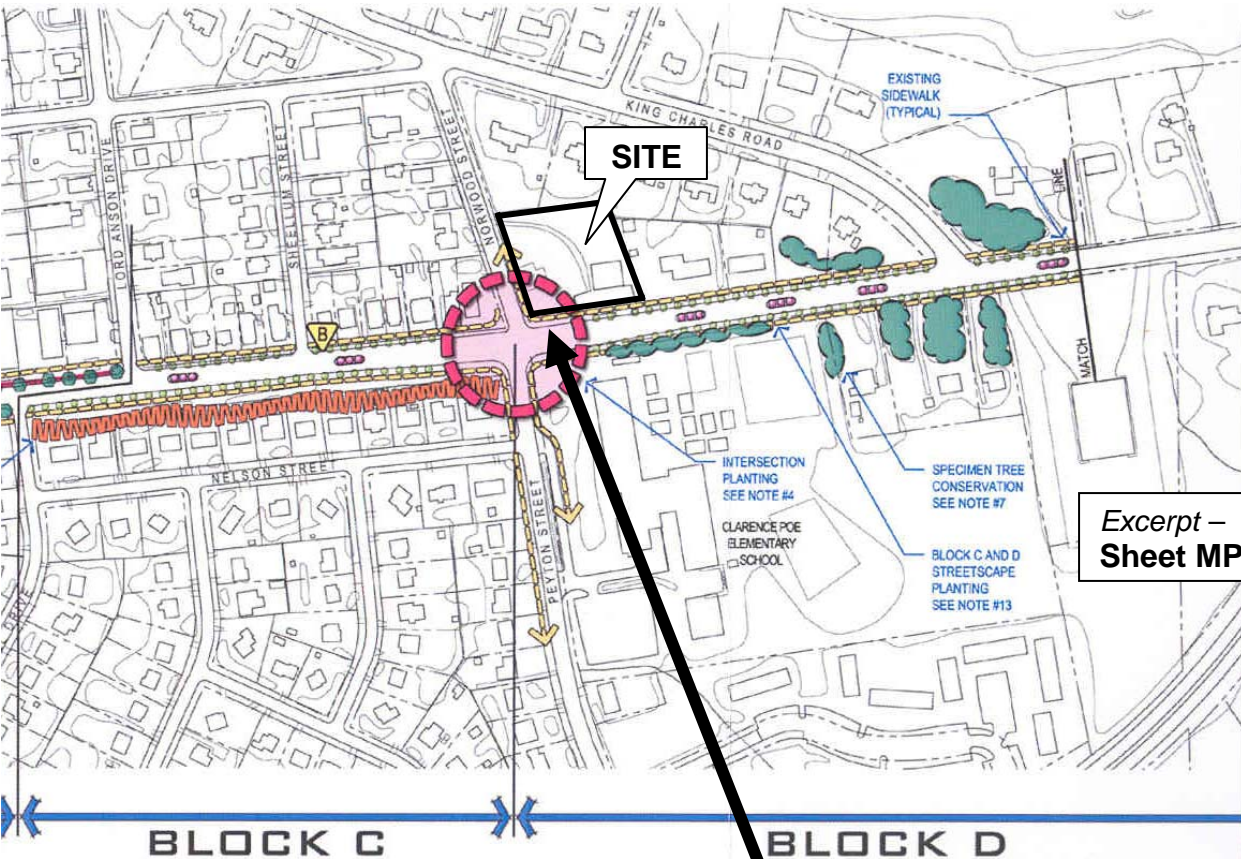 EXISTING
SIDEWALK
(TYPICAL)
KING CHARLES ROAD
SITE
LORD ANSON DRIVE
SHELLUM STREET
NORWOOD STREET
LINE
MATCH
B
NELSON STREET
INTERSECTION
PLANTING
SEE NOTE #4
SPECIMEN TREE
CONSERVATION
SEE NOTE #7
CLARENCE POE
ELEMENTARY
SCHOOL
BLOCK C AND D
STREETSCAPE
PLANTING
SEE NOTE #13
PEYTON STREET
DRIVE
Excerpt –
Sheet MP
BLOCK C
BLOCK D